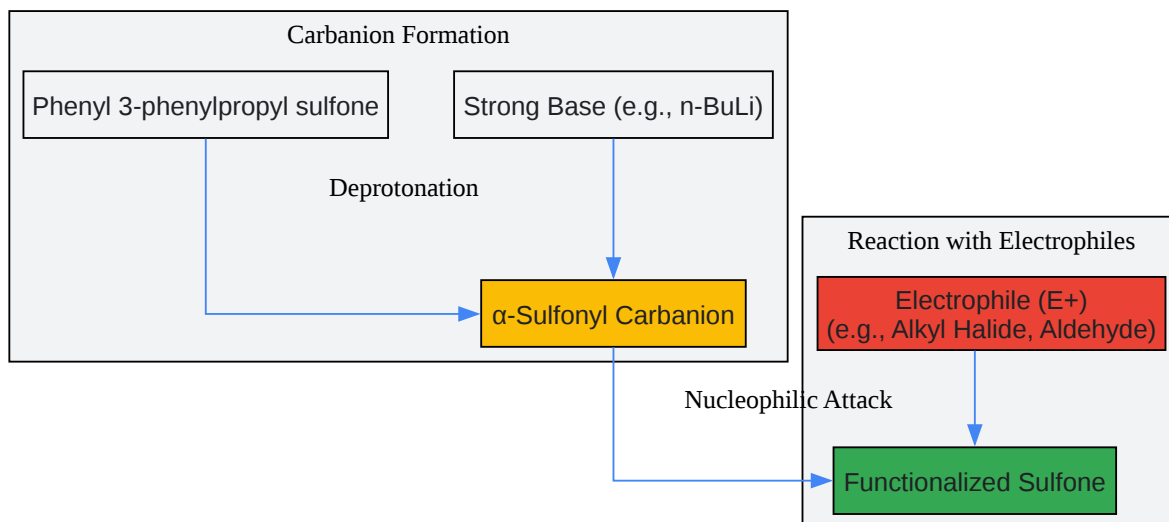 Carbanion Formation
Phenyl 3-phenylpropyl sulfone
Strong Base (e.g., n-BuLi)
Deprotonation
α-Sulfonyl Carbanion
Reaction with Electrophiles
Electrophile (E+)
(e.g., Alkyl Halide, Aldehyde)
Nucleophilic Attack
Functionalized Sulfone